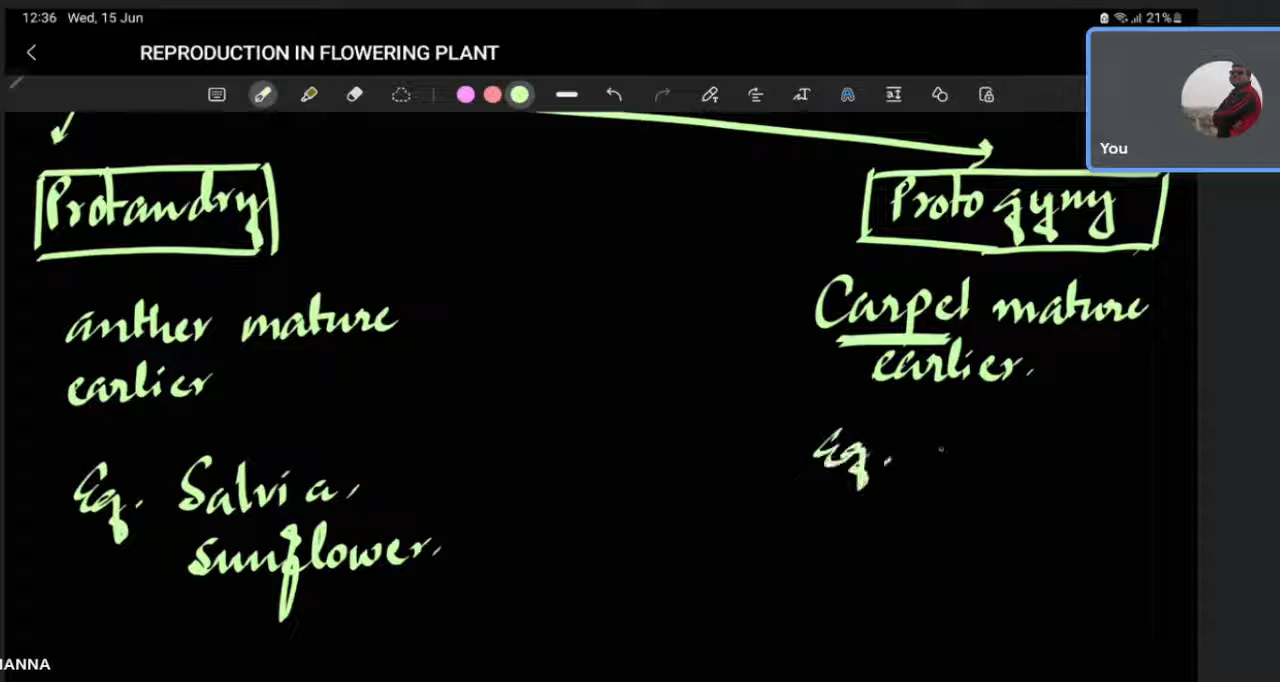 12:36 Wed, 15 Jun
21%
REPRODUCTION IN FLOWERING PLANT
You
Protandry
Protogyny
anther mature
earlier
Carpel mature
earlier.
Eg.
Eg. Salvia,
sunflower.
IANNA